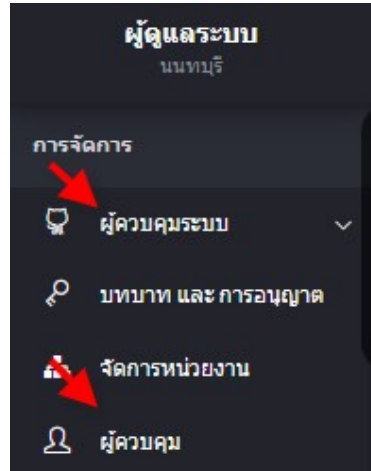 ผู้ดูแลระบบ
นนทบุรี
การจัดการ
ผู้ควบคุมระบบ
บทบาท และ การอนุญาต
จัดการหน่วยงาน
ผู้ควบคุม